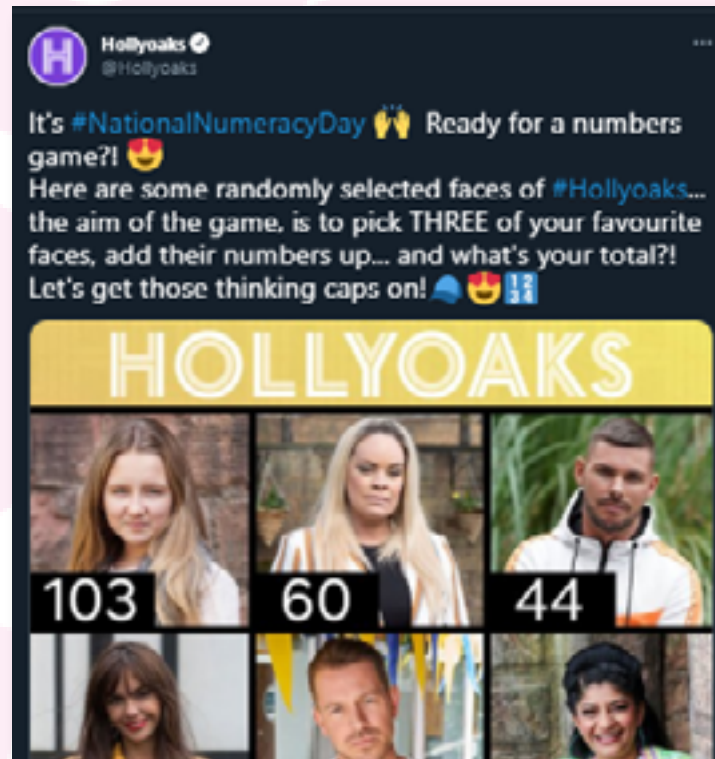 Hollyoaks
@Hollyoaks
It's #NationalNumeracyDay 🙌 Ready for a numbers
game?! 😍
Here are some randomly selected faces of #Hollyoaks...
the aim of the game, is to pick THREE of your favourite
faces, add their numbers up... and what's your total?!
Let's get those thinking caps on! 🧢😍🔢
HOLLYOAKS
103 60 44